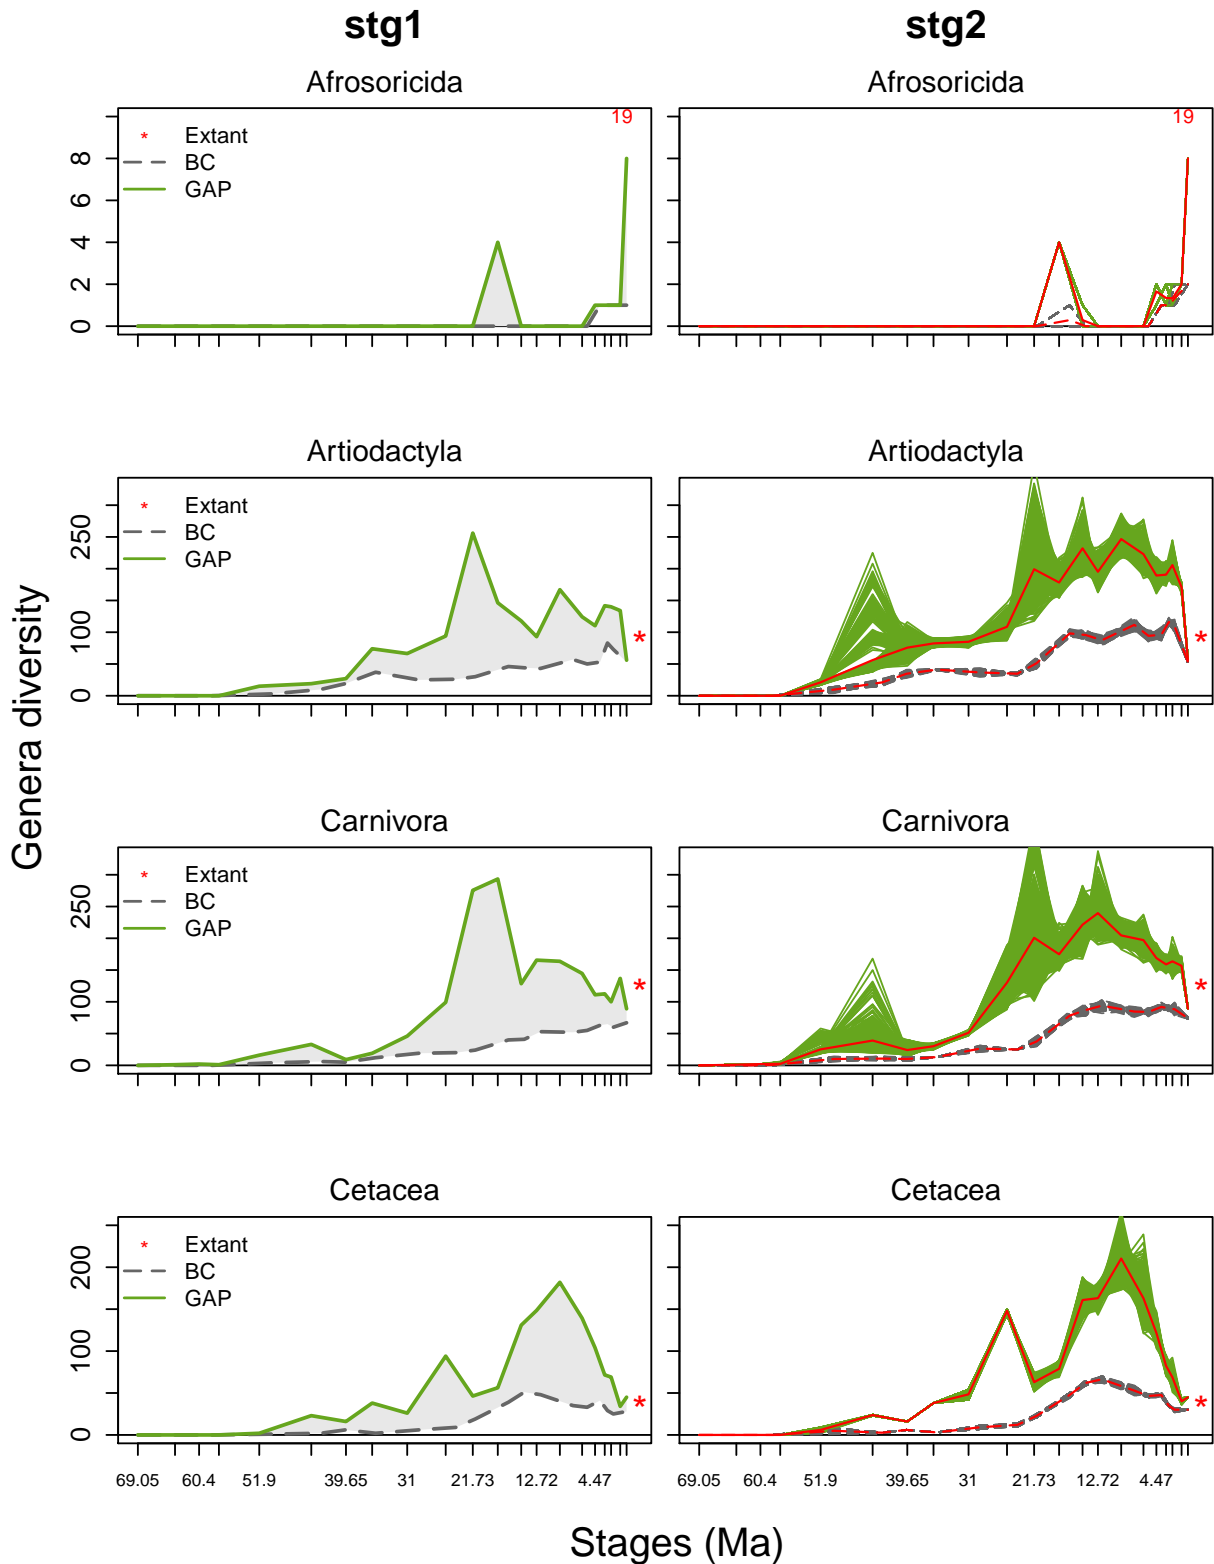 stg1 stg2
Afrosoricida Afrosoricida
19 19
* Extant
BC
GAP
8
6
4
2
0
Artiodactyla Artiodactyla
* Extant
BC
GAP
250
100
0
* *
Genera diversity
Carnivora Carnivora
* Extant
BC
GAP
250
100
0
* *
Cetacea Cetacea
* Extant
BC
GAP
200
100
0
* *
69.05 60.4 51.9 39.65 31 21.73 12.72 4.47 69.05 60.4 51.9 39.65 31 21.73 12.72 4.47
Stages (Ma)